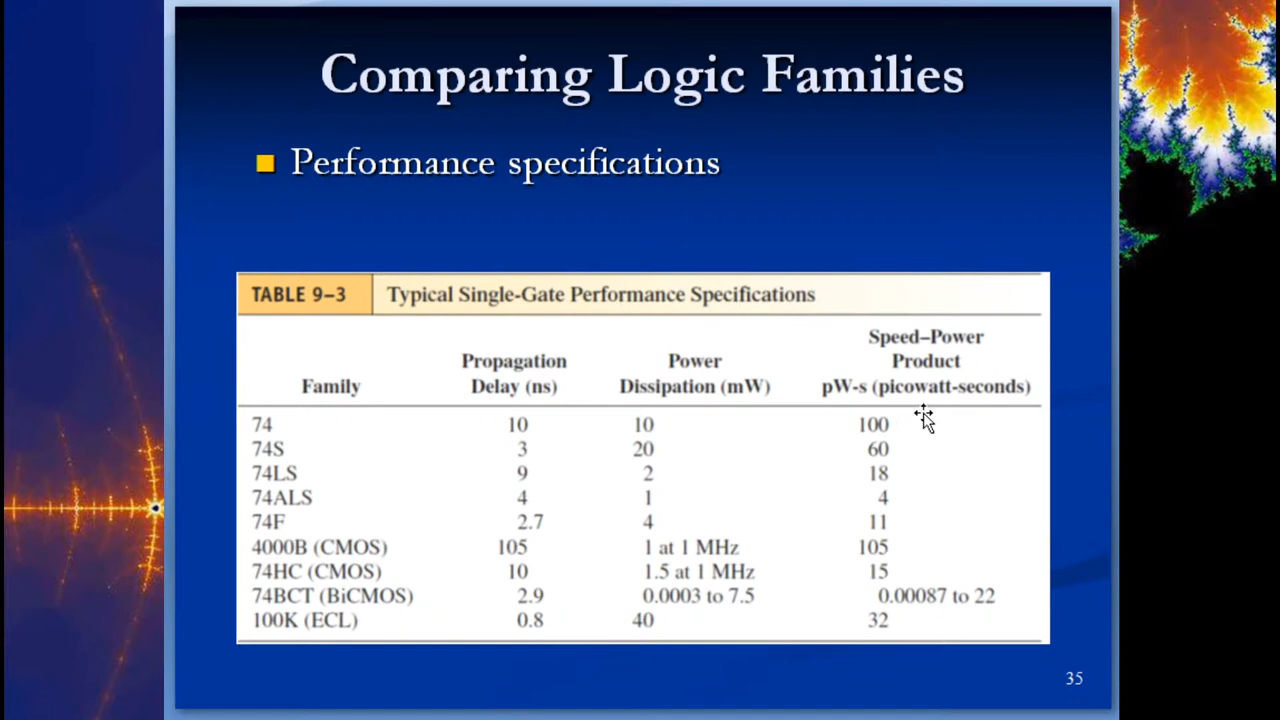 Comparing Logic Families
Performance specifications
TABLE 9–3 Typical Single-Gate Performance Specifications
Speed–Power
Propagation Power Product
Family Delay (ns) Dissipation (mW) pW-s (picowatt-seconds)
74 10 10 100
74S 3 20 60
74LS 9 2 18
74ALS 4 1 4
74F 2.7 4 11
4000B (CMOS) 105 1 at 1 MHz 105
74HC (CMOS) 10 1.5 at 1 MHz 15
74BCT (BiCMOS) 2.9 0.0003 to 7.5 0.00087 to 22
100K (ECL) 0.8 40 32
35